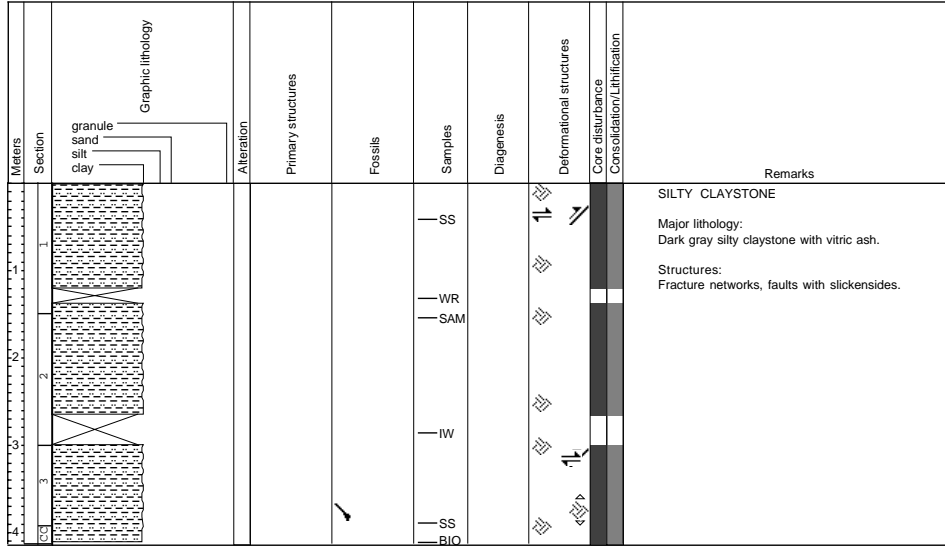 Meters
Section
Graphic lithology
granule
sand
silt
clay
Alteration
Primary structures
Fossils
Samples
Diagenesis
Deformational structures
Core disturbance
Consolidation/Lithification
Remarks
1
2
3
CC
1
2
3
4
SS
WR
SAM
IW
SS
BIO
SILTY CLAYSTONE
Major lithology:
Dark gray silty claystone with vitric ash.
Structures:
Fracture networks, faults with slickensides.